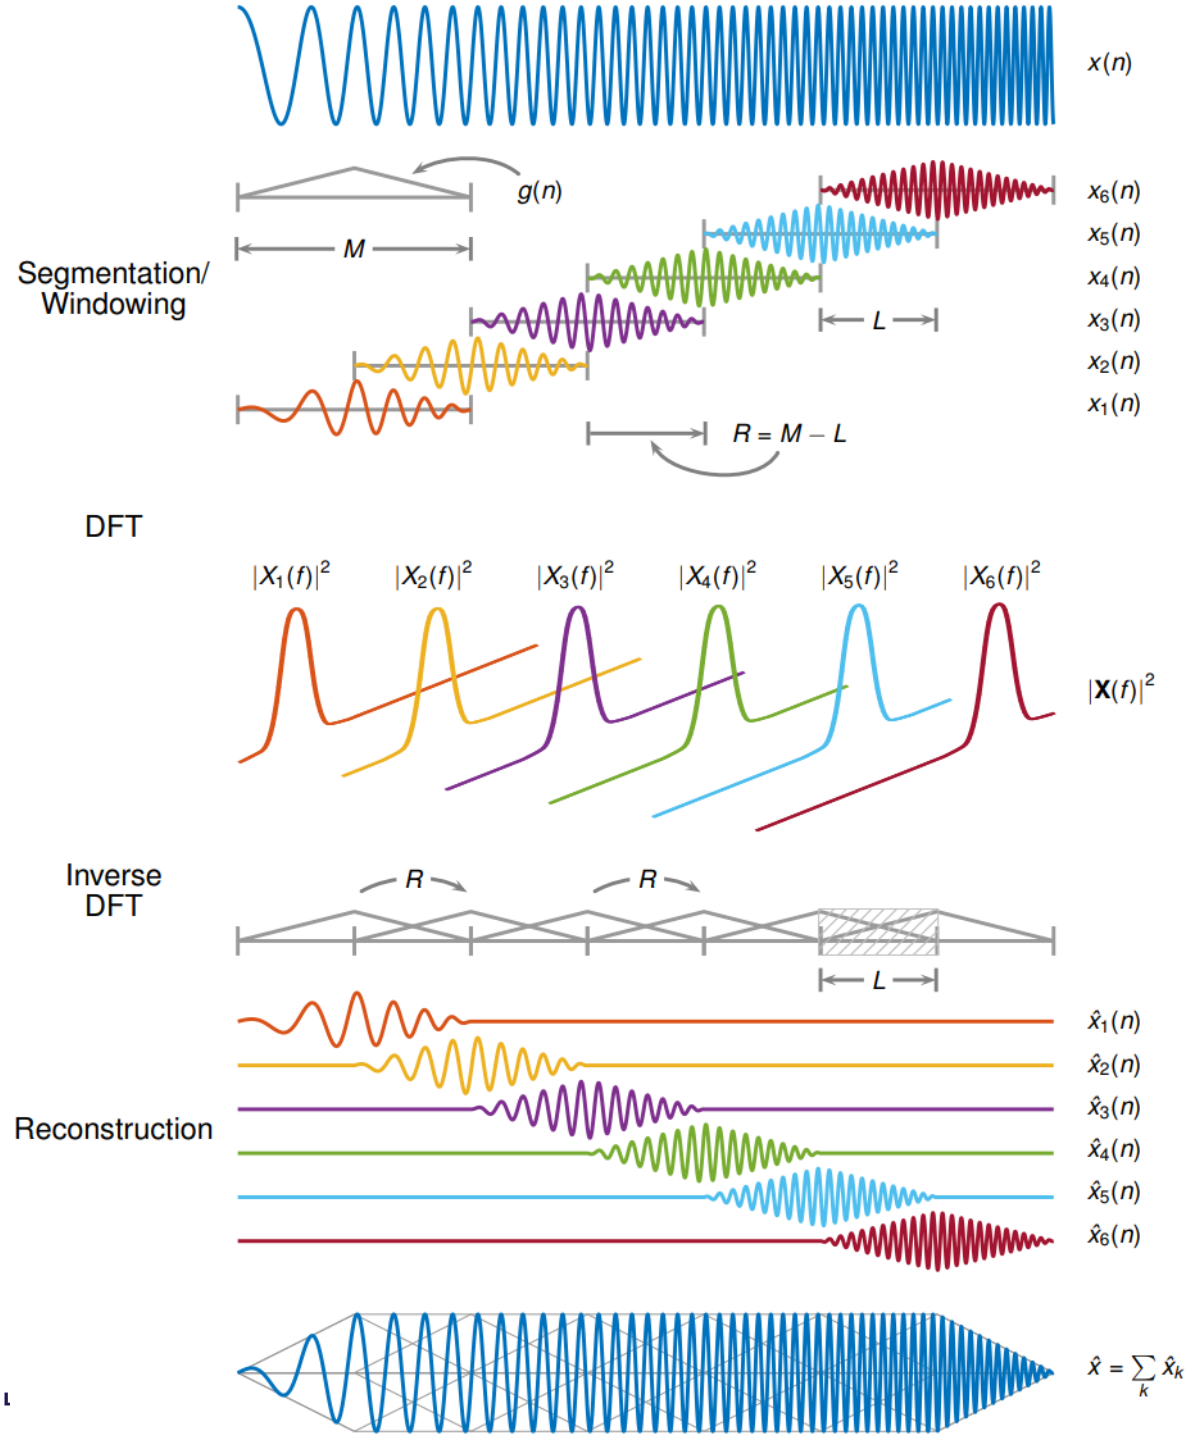 x(n)
g(n)
M
x₆(n)
x₅(n)
x₄(n)
Segmentation/
Windowing
L
x₃(n)
x₂(n)
x₁(n)
R = M − L
DFT
|X₁(f)|² |X₂(f)|² |X₃(f)|² |X₄(f)|² |X₅(f)|² |X₆(f)|²
|X(f)|²
Inverse
DFT
R R
L
x̂₁(n)
x̂₂(n)
x̂₃(n)
Reconstruction
x̂₄(n)
x̂₅(n)
x̂₆(n)
x̂ = ∑ x̂ₖ
k